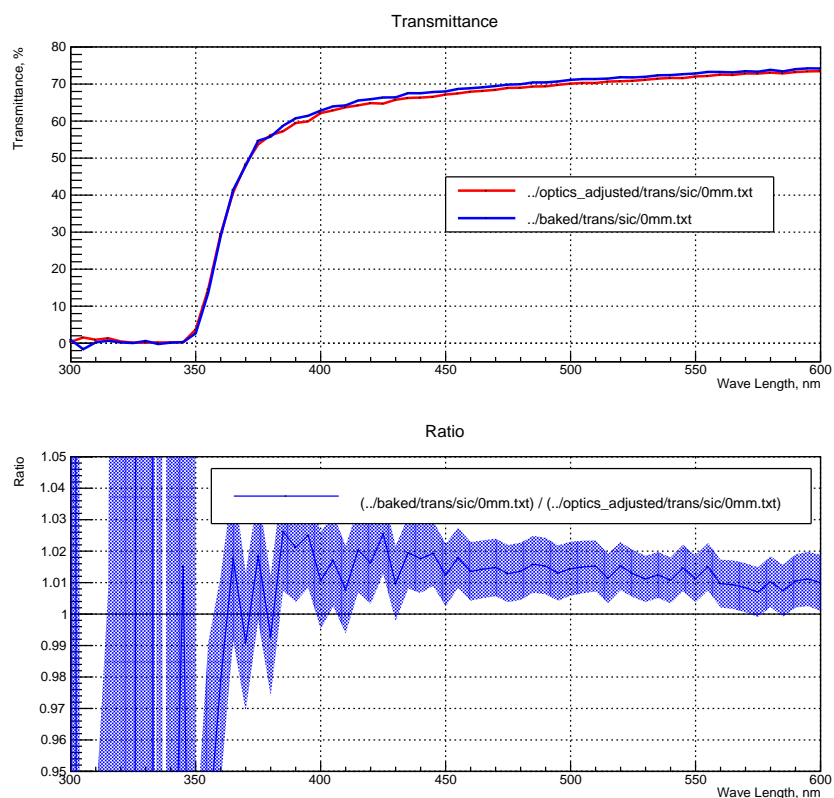 Transmittance
Transmittance, %
80
70
60
50
40
30
20
10
0
300 350 400 450 500 550 600
Wave Length, nm
../optics_adjusted/trans/sic/0mm.txt
../baked/trans/sic/0mm.txt
Ratio
Ratio
1.05
1.04
1.03
1.02
1.01
1
0.99
0.98
0.97
0.96
0.95
300 350 400 450 500 550 600
Wave Length, nm
(../baked/trans/sic/0mm.txt) / (../optics_adjusted/trans/sic/0mm.txt)